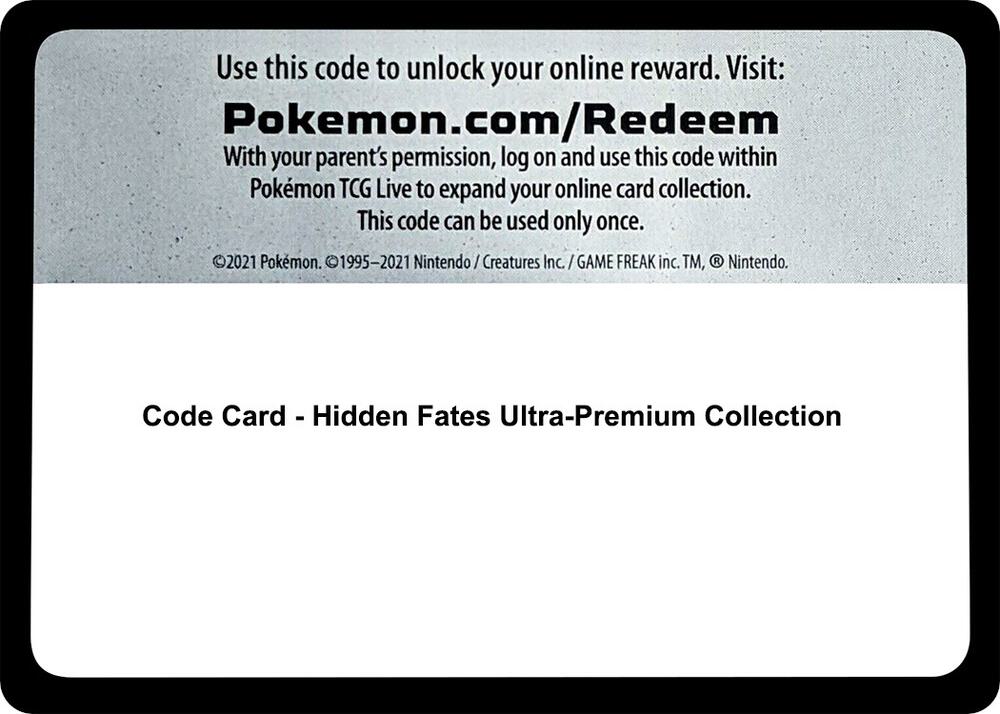 Use this code to unlock your online reward. Visit:
Pokemon.com/Redeem
With your parent's permission, log on and use this code within
Pokémon TCG Live to expand your online card collection.
This code can be used only once.
©2021 Pokémon. ©1995–2021 Nintendo / Creatures Inc. / GAME FREAK inc. TM, ® Nintendo.
Code Card - Hidden Fates Ultra-Premium Collection